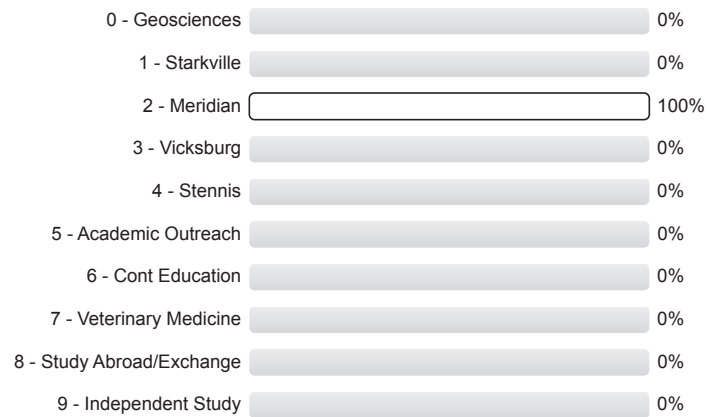 0 - Geosciences 0%
1 - Starkville 0%
2 - Meridian 100%
3 - Vicksburg 0%
4 - Stennis 0%
5 - Academic Outreach 0%
6 - Cont Education 0%
7 - Veterinary Medicine 0%
8 - Study Abroad/Exchange 0%
9 - Independent Study 0%